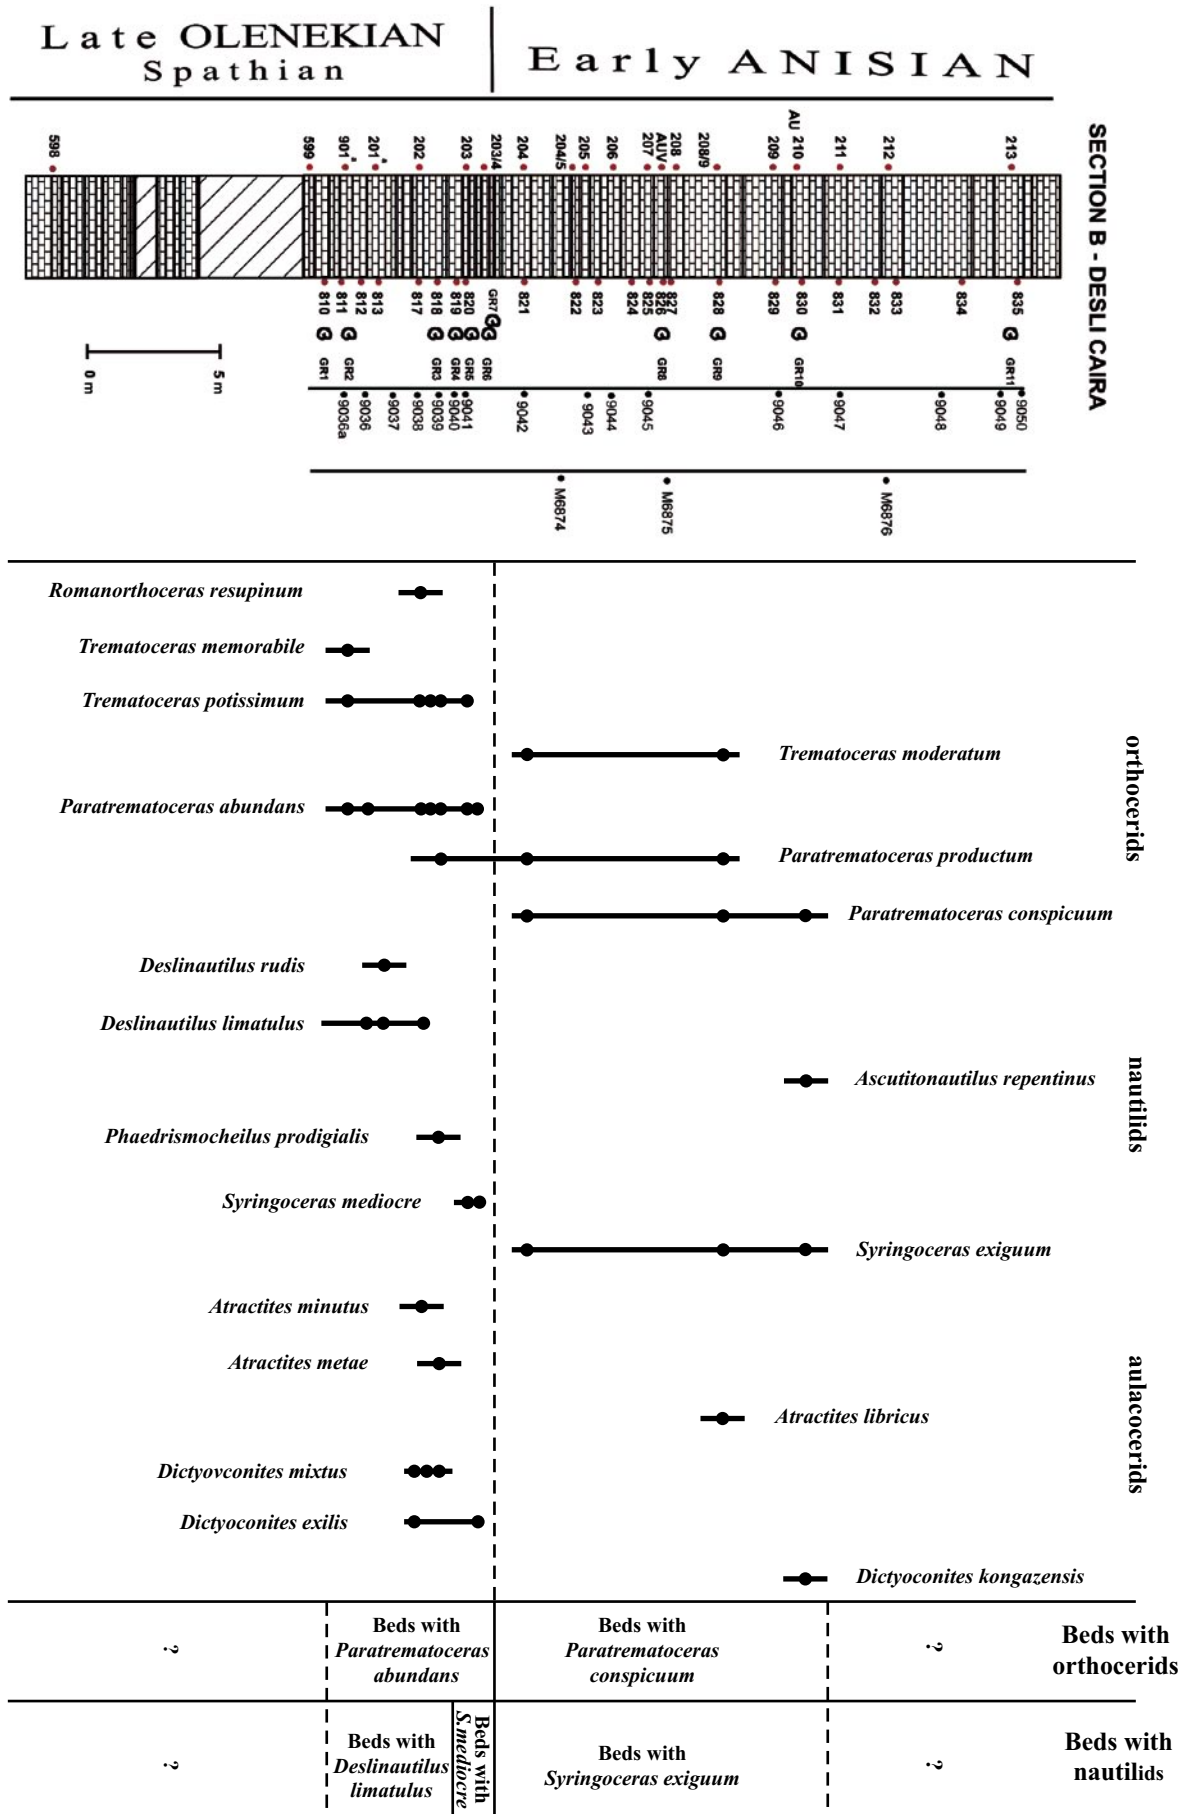 Late OLENEKIAN
Spathian
Early ANISIAN
SECTION B - DESLI CAIRA
598
599
901a
201a
202
203
203/4
204
204/5
205
206
207
AUV
208
208/9
209
AU 210
211
212
213
810
811
812
813
817
818
819
820
GR7
821
822
823
824
825
826
827
828
829
830
831
832
833
834
835
GR1
GR2
GR3
GR4
GR5
GR6
GR8
GR9
GR10
GR11
0 m
5 m
9036a
9036
9037
9038
9039
9040
9041
9042
9043
9044
9045
9046
9047
9048
9049
9050
M6874
M6875
M6876
Romanorthoceras resupinum
Trematoceras memorabile
Trematoceras potissimum
Trematoceras moderatum
Paratrematoceras abundans
Paratrematoceras productum
Paratrematoceras conspicuum
orthocerids
Deslinautilus rudis
Deslinautilus limatulus
Ascutitonautilus repentinus
Phaedrismocheilus prodigialis
Syringoceras mediocre
Syringoceras exiguum
nautilids
Atractites minutus
Atractites metae
Atractites libricus
Dictyovconites mixtus
Dictyoconites exilis
Dictyoconites kongazensis
aulacocerids
?
Beds with
Paratrematoceras
abundans
Beds with
Paratrematoceras
conspicuum
?
Beds with
orthocerids
?
Beds with
Deslinautilus
limatulus
Beds with
S.mediocre
Beds with
Syringoceras exiguum
?
Beds with
nautilids